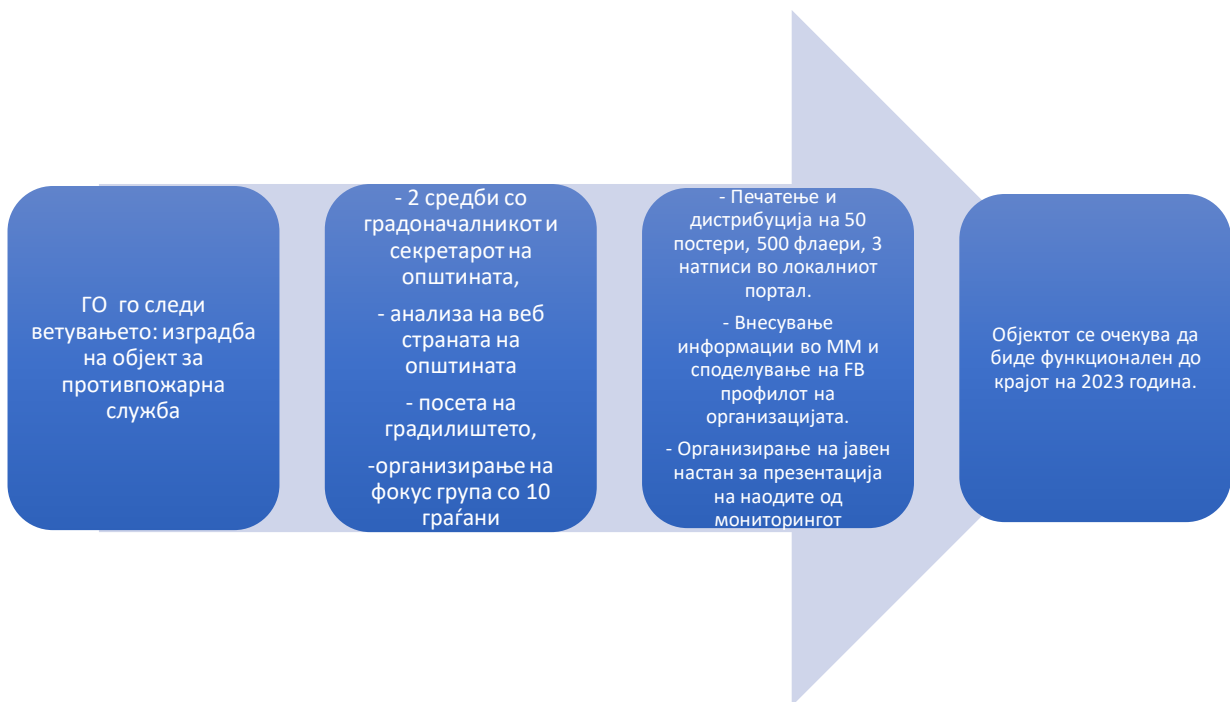 ГО го следи
ветувањето: изградба
на објект за
противпожарна
служба
- 2 средби со
градоначалникот и
секретарот на
општината,
- анализа на веб
страната на
општината
- посета на
градилиштето,
-организирање на
фокус група со 10
граѓани
- Печатење и
дистрибуција на 50
постери, 500 флаери, 3
натписи во локалниот
портал.
- Внесување
информации во ММ и
споделување на FB
профилот на
организацијата.
- Организирање на јавен
настан за презентација
на наодите од
мониторингот
Објектот се очекува да
биде функционален до
крајот на 2023 година.